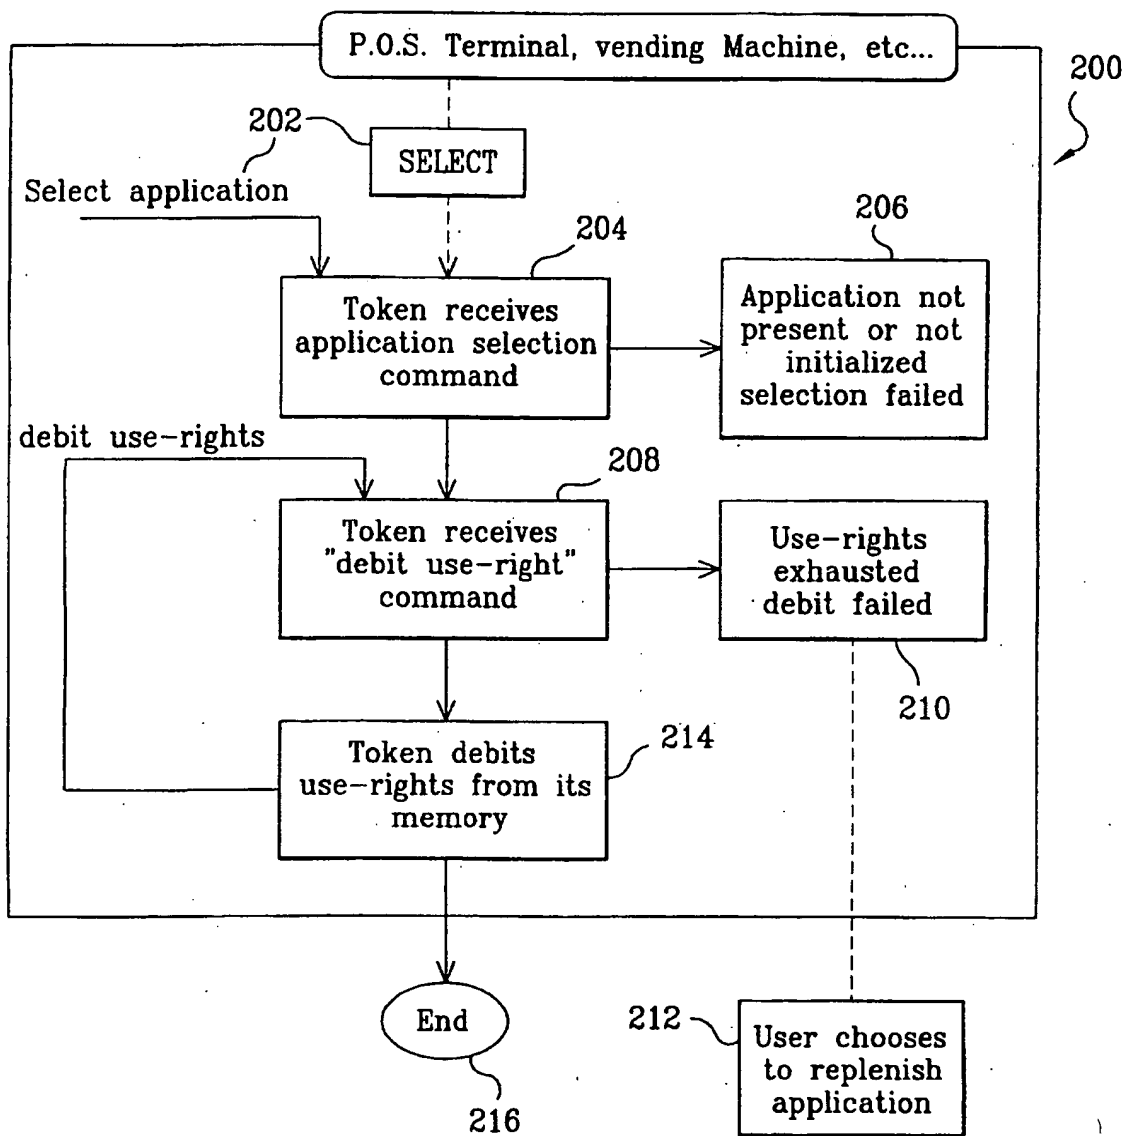 P.O.S. Terminal, vending Machine, etc...
200
202
SELECT
Select application
204
206
Token receives
application selection
command
Application not
present or not
initialized
selection failed
debit use-rights
208
Token receives
"debit use-right"
command
Use-rights
exhausted
debit failed
210
214
Token debits
use-rights from its
memory
End
216
212
User chooses
to replenish
application